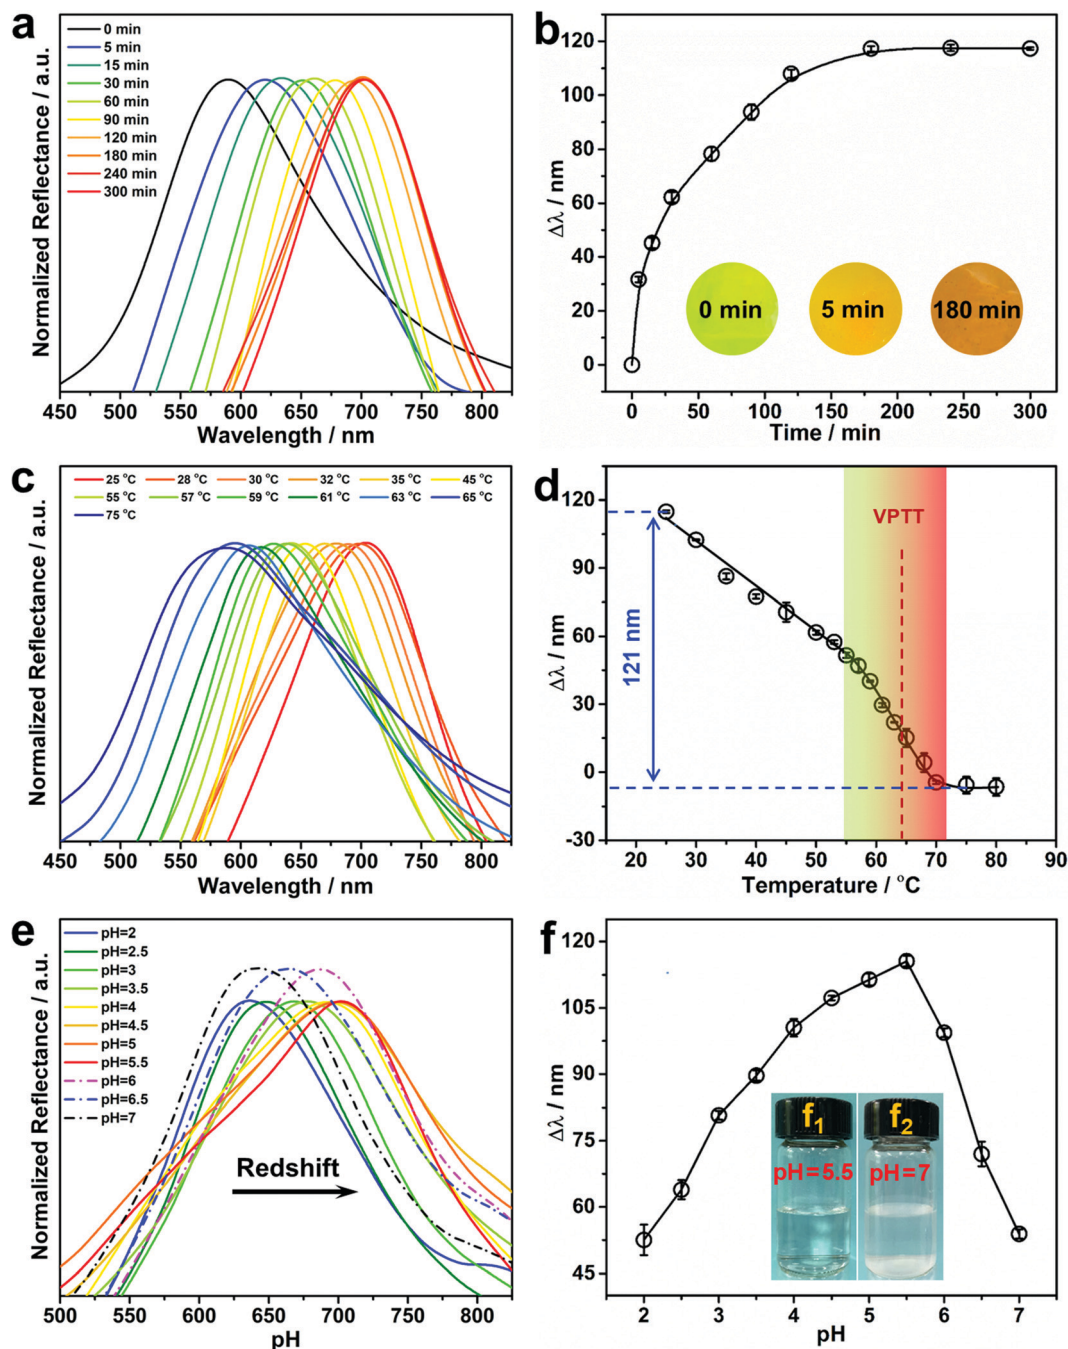 a
0 min
5 min
15 min
30 min
60 min
90 min
120 min
180 min
240 min
300 min
Normalized Reflectance / a.u.
450 500 550 600 650 700 750 800
Wavelength / nm
b
120
100
80
60
40
20
0
Δλ / nm
0 min 5 min 180 min
0 50 100 150 200 250 300
Time / min
c
25 °C 28 °C 30 °C 32 °C 35 °C 45 °C
55 °C 57 °C 59 °C 61 °C 63 °C 65 °C
75 °C
Normalized Reflectance / a.u.
450 500 550 600 650 700 750 800
Wavelength / nm
d
120
90
60
30
0
-30
Δλ / nm
VPTT
121 nm
20 30 40 50 60 70 80 90
Temperature / °C
e
pH=2
pH=2.5
pH=3
pH=3.5
pH=4
pH=4.5
pH=5
pH=5.5
pH=6
pH=6.5
pH=7
Normalized Reflectance / a.u.
Redshift
500 550 600 650 700 750 800
pH
f
120
105
90
75
60
45
Δλ / nm
f1 f2
pH=5.5 pH=7
2 3 4 5 6 7
pH